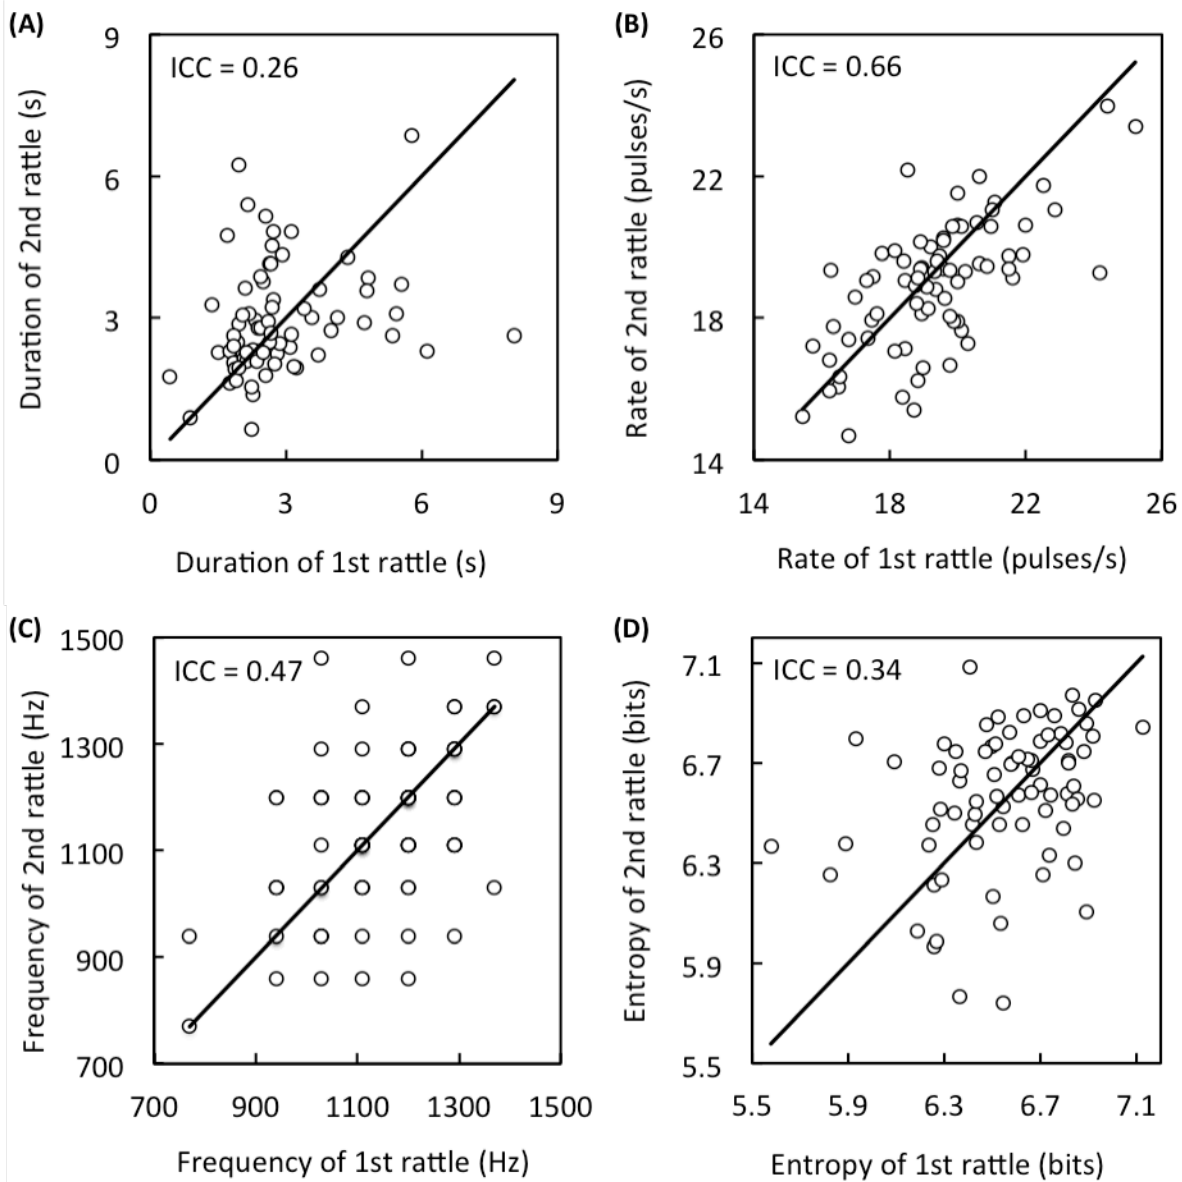 (A)
ICC = 0.26
9
6
3
0
0 3 6 9
Duration of 2nd rattle (s)
Duration of 1st rattle (s)
(B)
ICC = 0.66
26
22
18
14
14 18 22 26
Rate of 2nd rattle (pulses/s)
Rate of 1st rattle (pulses/s)
(C)
ICC = 0.47
1500
1300
1100
900
700
700 900 1100 1300 1500
Frequency of 2nd rattle (Hz)
Frequency of 1st rattle (Hz)
(D)
ICC = 0.34
7.1
6.7
6.3
5.9
5.5
5.5 5.9 6.3 6.7 7.1
Entropy of 2nd rattle (bits)
Entropy of 1st rattle (bits)